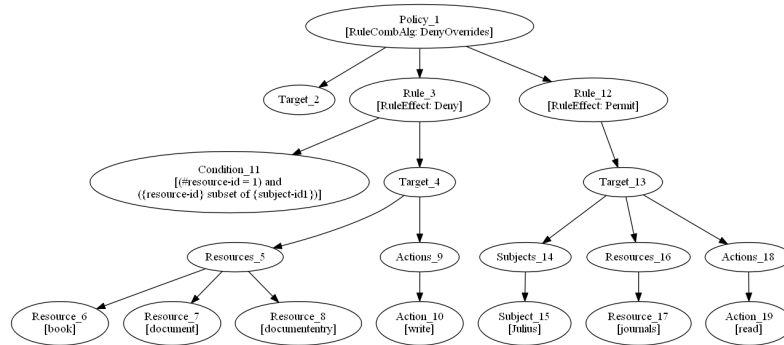 Policy_1
[RuleCombAlg: DenyOverrides]
Target_2
Rule_3
[RuleEffect: Deny]
Rule_12
[RuleEffect: Permit]
Condition_11
[(#resource-id = 1) and
({resource-id} subset of {subject-id1})]
Target_4
Target_13
Resources_5
Actions_9
Subjects_14
Resources_16
Actions_18
Resource_6
[book]
Resource_7
[document]
Resource_8
[documententry]
Action_10
[write]
Subject_15
[Julius]
Resource_17
[journals]
Action_19
[read]